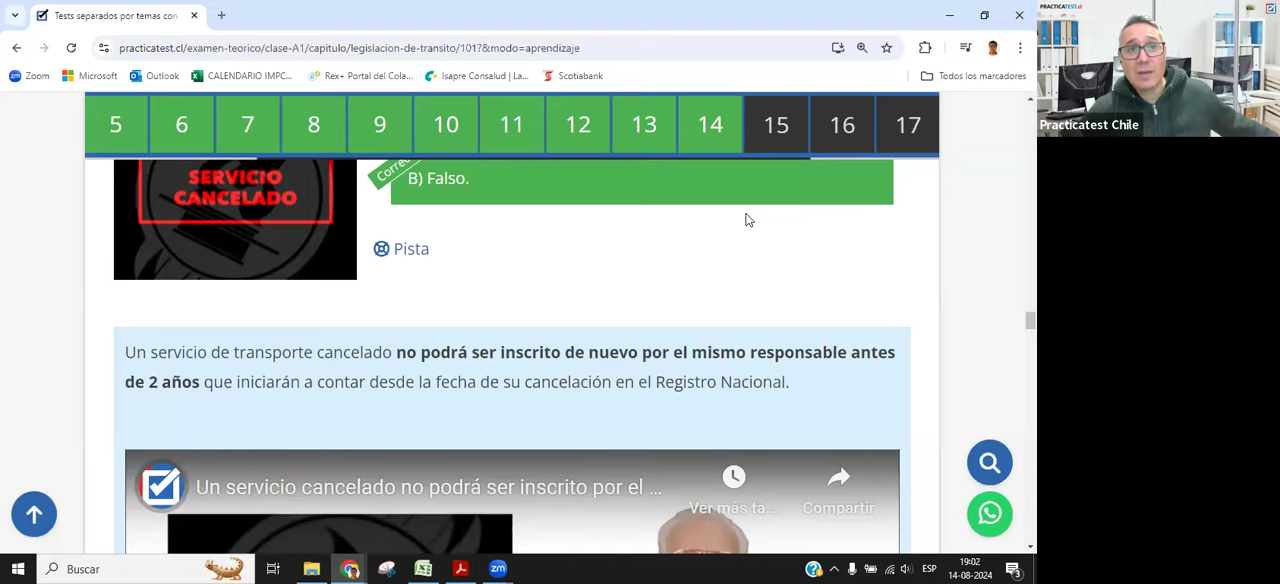 Tests separados por temas con
practicatest.cl/examen-teorico/clase-A1/capitulo/legislacion-de-transito/101?&modo=aprendizaje
Zoom
Microsoft
Outlook
CALENDARIO IMPC...
Rex+ Portal del Cola...
Isapre Consalud | La...
Scotiabank
Todos los marcadores
5 6 7 8 9 10 11 12 13 14 15 16 17
SERVICIO
CANCELADO
Correc
B) Falso.
Pista
Un servicio de transporte cancelado no podrá ser inscrito de nuevo por el mismo responsable antes
de 2 años que iniciarán a contar desde la fecha de su cancelación en el Registro Nacional.
Un servicio cancelado no podrá ser inscrito por el ...
Ver más ta...
Compartir
PRACTICATEST.cl
Practicatest Chile
Buscar
ESP
19:02
14-08-2024
3